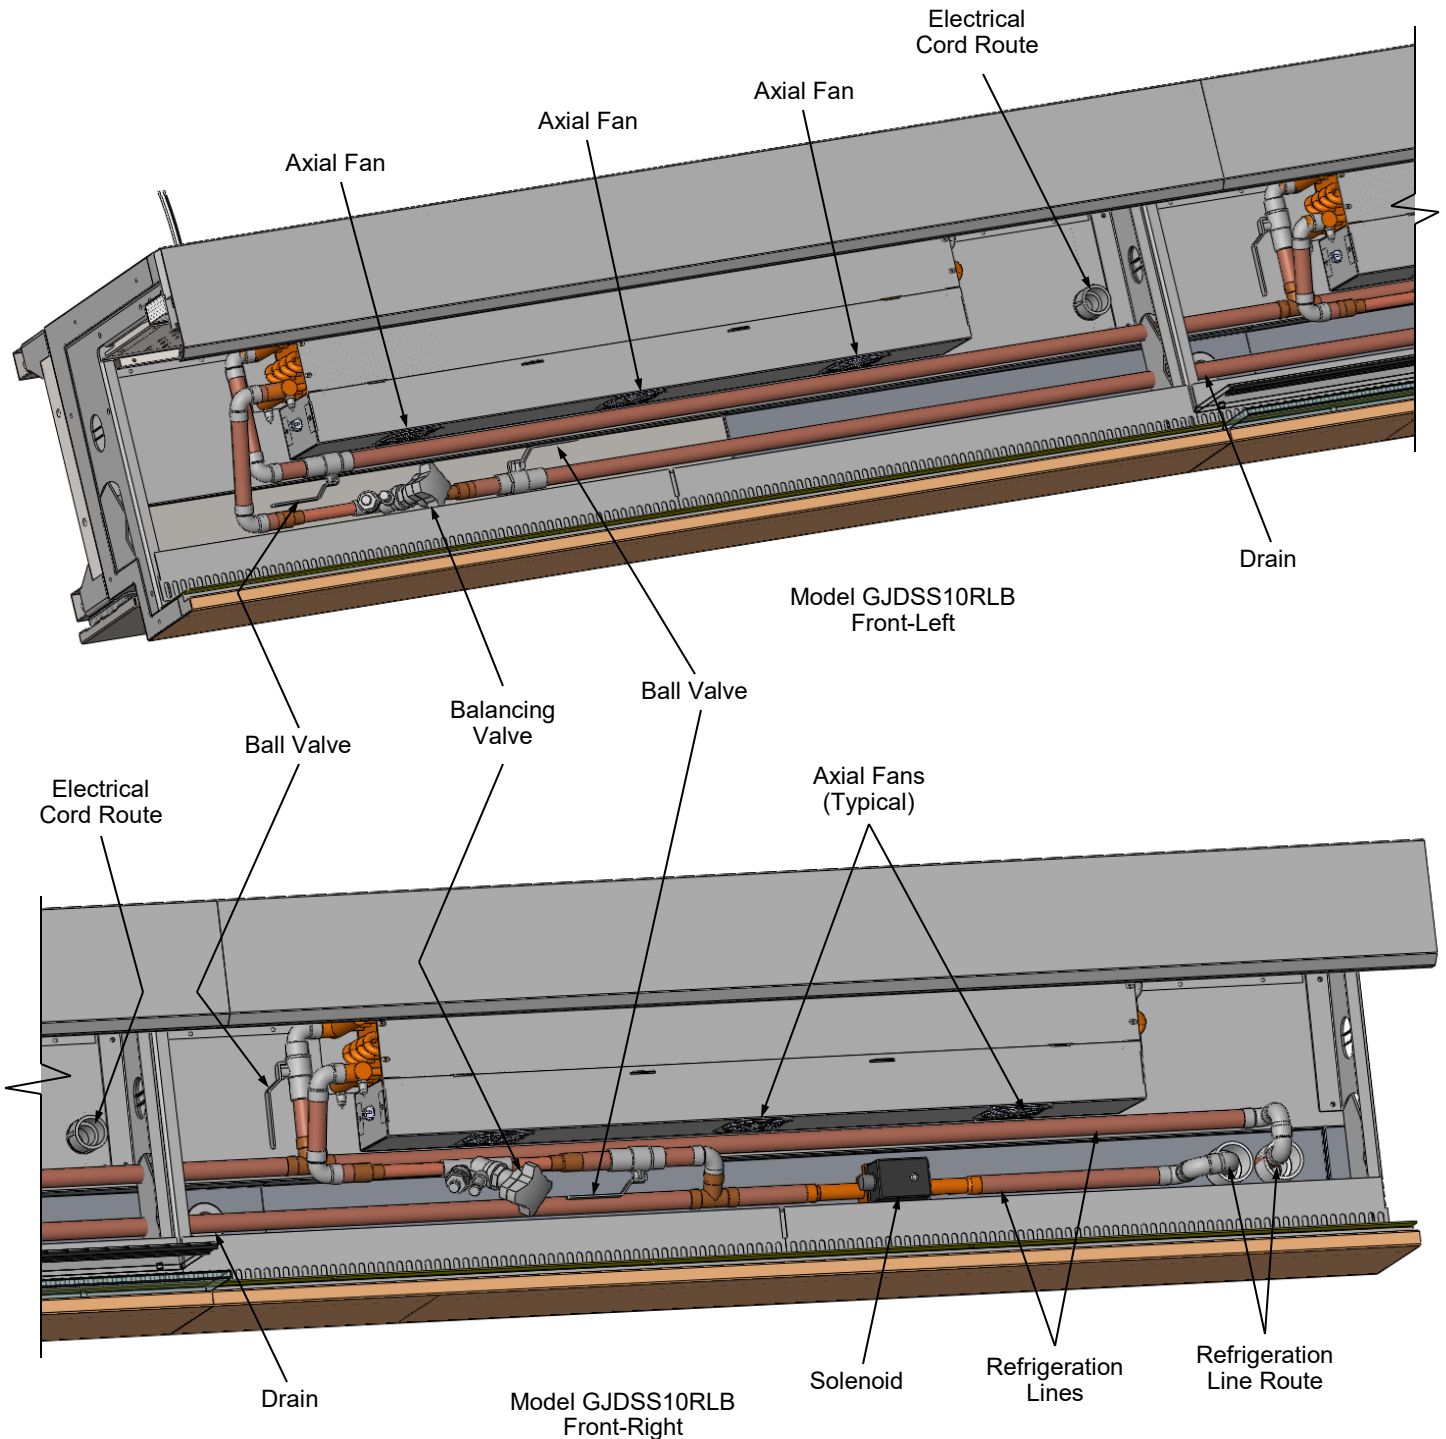 Electrical
Cord Route
Axial Fan
Axial Fan
Axial Fan
Drain
Model GJDSS10RLB
Front-Left
Ball Valve
Balancing
Valve
Ball Valve
Electrical
Cord Route
Axial Fans
(Typical)
Refrigeration
Line Route
Refrigeration
Lines
Solenoid
Drain
Model GJDSS10RLB
Front-Right